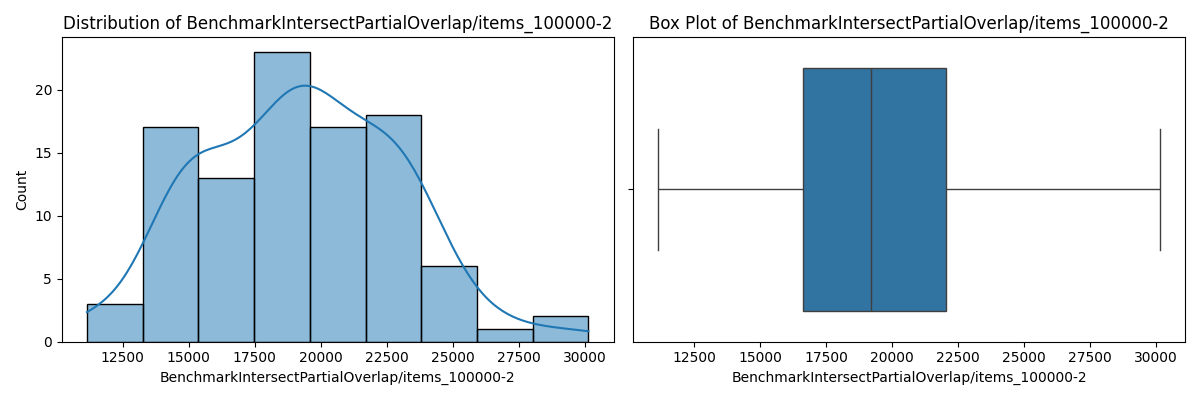 Distribution of BenchmarkIntersectPartialOverlap/items_100000-2
Count
20
15
10
5
0
12500 15000 17500 20000 22500 25000 27500 30000
BenchmarkIntersectPartialOverlap/items_100000-2
Box Plot of BenchmarkIntersectPartialOverlap/items_100000-2
12500 15000 17500 20000 22500 25000 27500 30000
BenchmarkIntersectPartialOverlap/items_100000-2